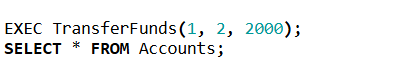 EXEC TransferFunds(1, 2, 2000);
SELECT * FROM Accounts;